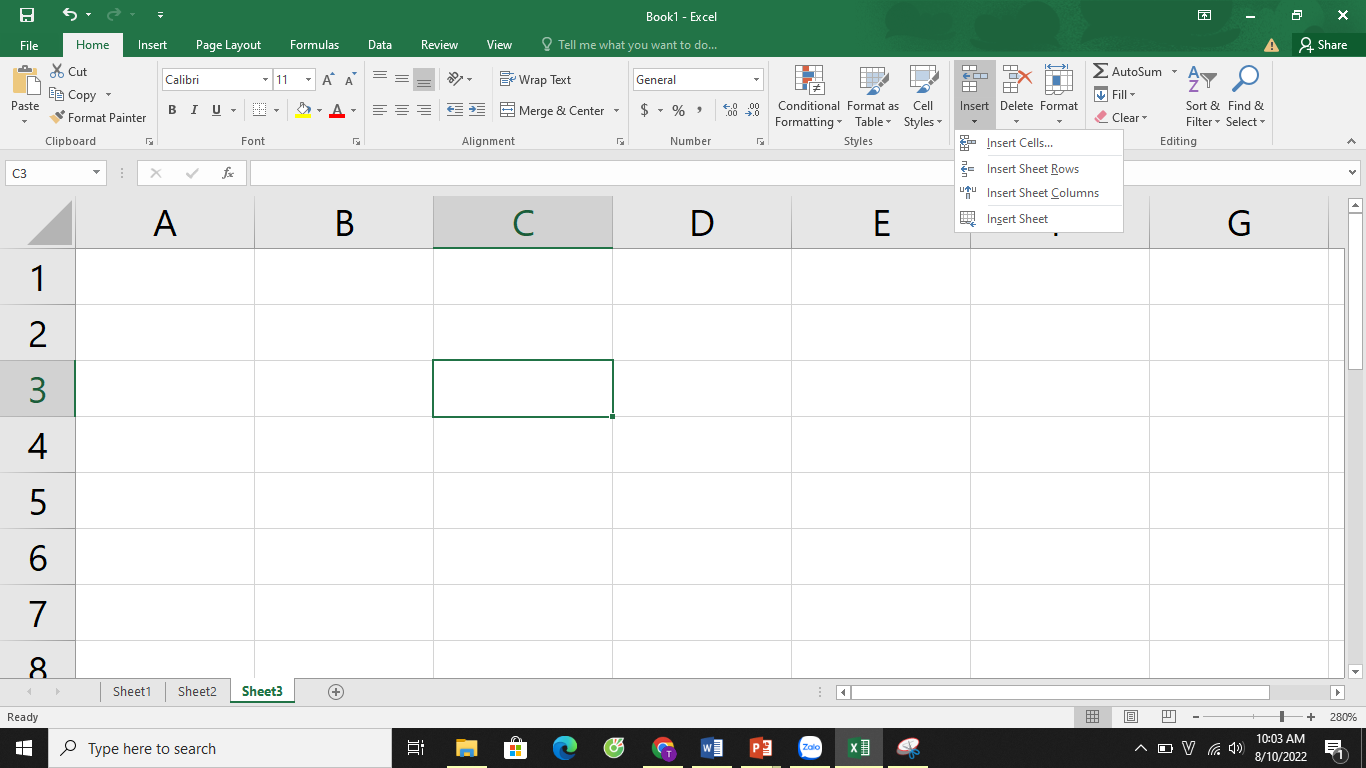 Book1 - Excel
File Home Insert Page Layout Formulas Data Review View Tell me what you want to do... Share
Paste
Cut
Copy
Format Painter
Clipboard
Calibri 11
B I U A
Font
Wrap Text
Merge & Center
Alignment
General
$ % ,
Number
Conditional Formatting
Format as Table
Cell Styles
Styles
Insert Delete Format
AutoSum
Fill
Clear
Sort & Filter
Find & Select
Editing
Insert Cells...
Insert Sheet Rows
Insert Sheet Columns
Insert Sheet
C3 fx
A B C D E G
1
2
3
4
5
6
7
8
Sheet1 Sheet2 Sheet3
Ready 280%
Type here to search
Zalo
10:03 AM
8/10/2022
1